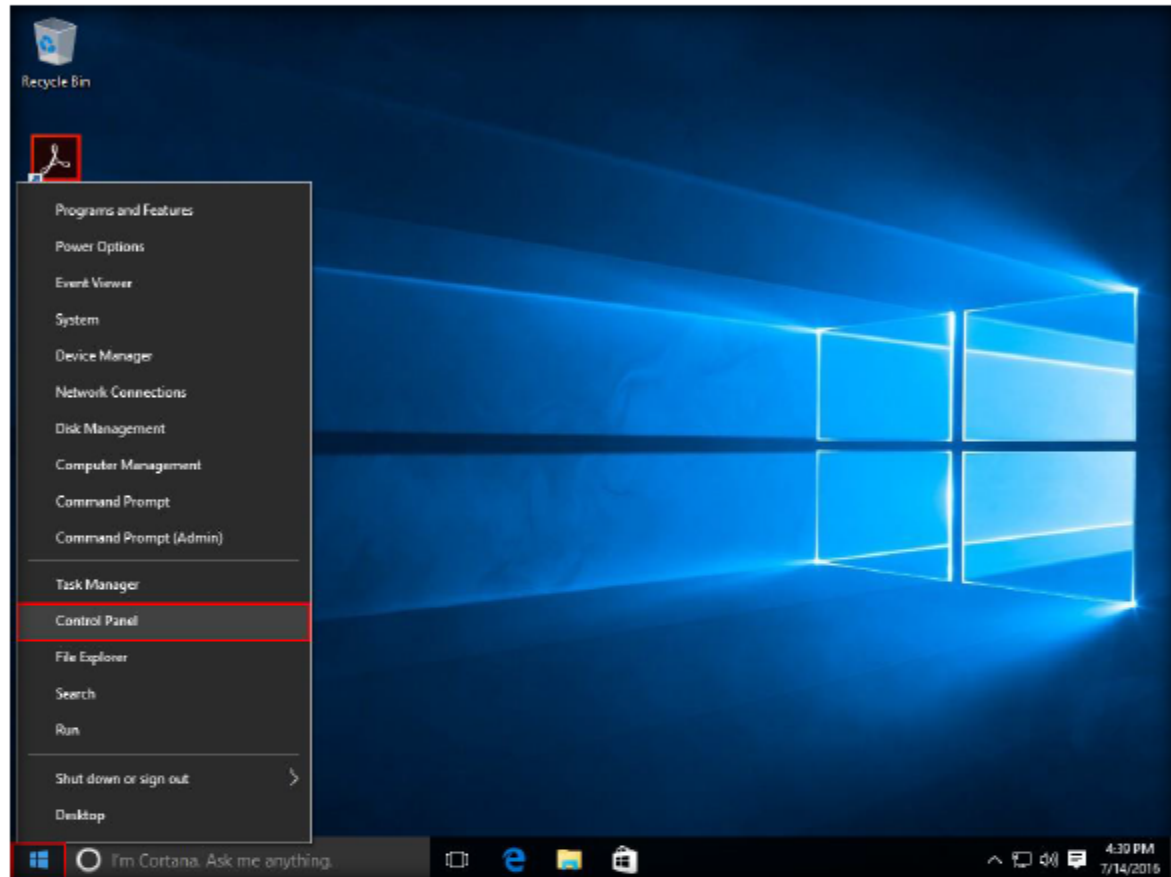 Recycle Bin
Programs and Features
Power Options
Event Viewer
System
Device Manager
Network Connections
Disk Management
Computer Management
Command Prompt
Command Prompt (Admin)
Task Manager
Control Panel
File Explorer
Search
Run
Shut down or sign out
Desktop
I'm Cortana. Ask me anything.
4:39 PM
7/14/2016